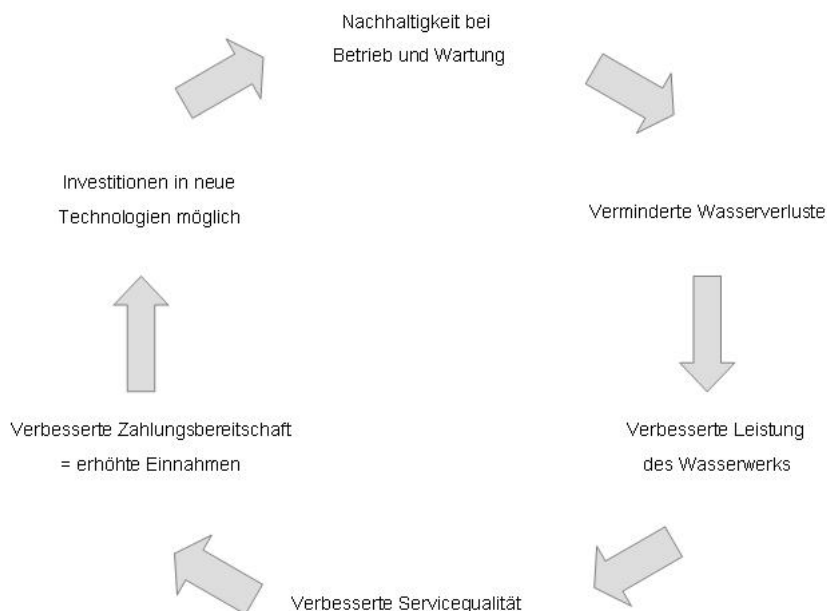 Nachhaltigkeit bei
Betrieb und Wartung
Verminderte Wasserverluste
Verbesserte Leistung
des Wasserwerks
Verbesserte Servicequalität
Verbesserte Zahlungsbereitschaft
= erhöhte Einnahmen
Investitionen in neue
Technologien möglich